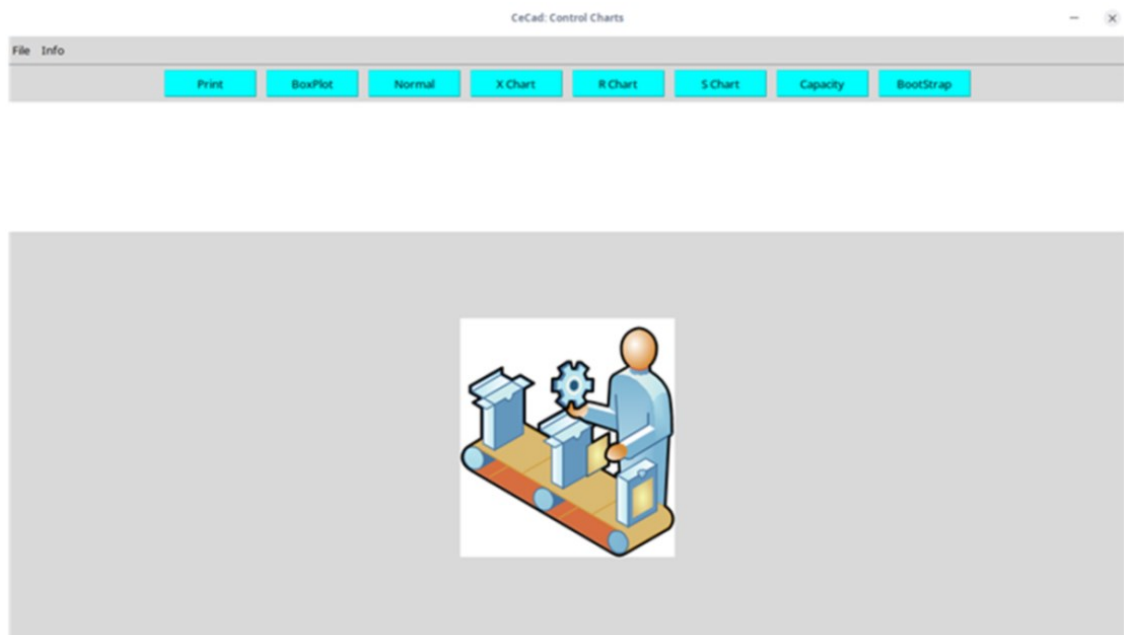 CeCad: Control Charts
File Info
Print BoxPlot Normal X Chart R Chart S Chart Capacity BootStrap